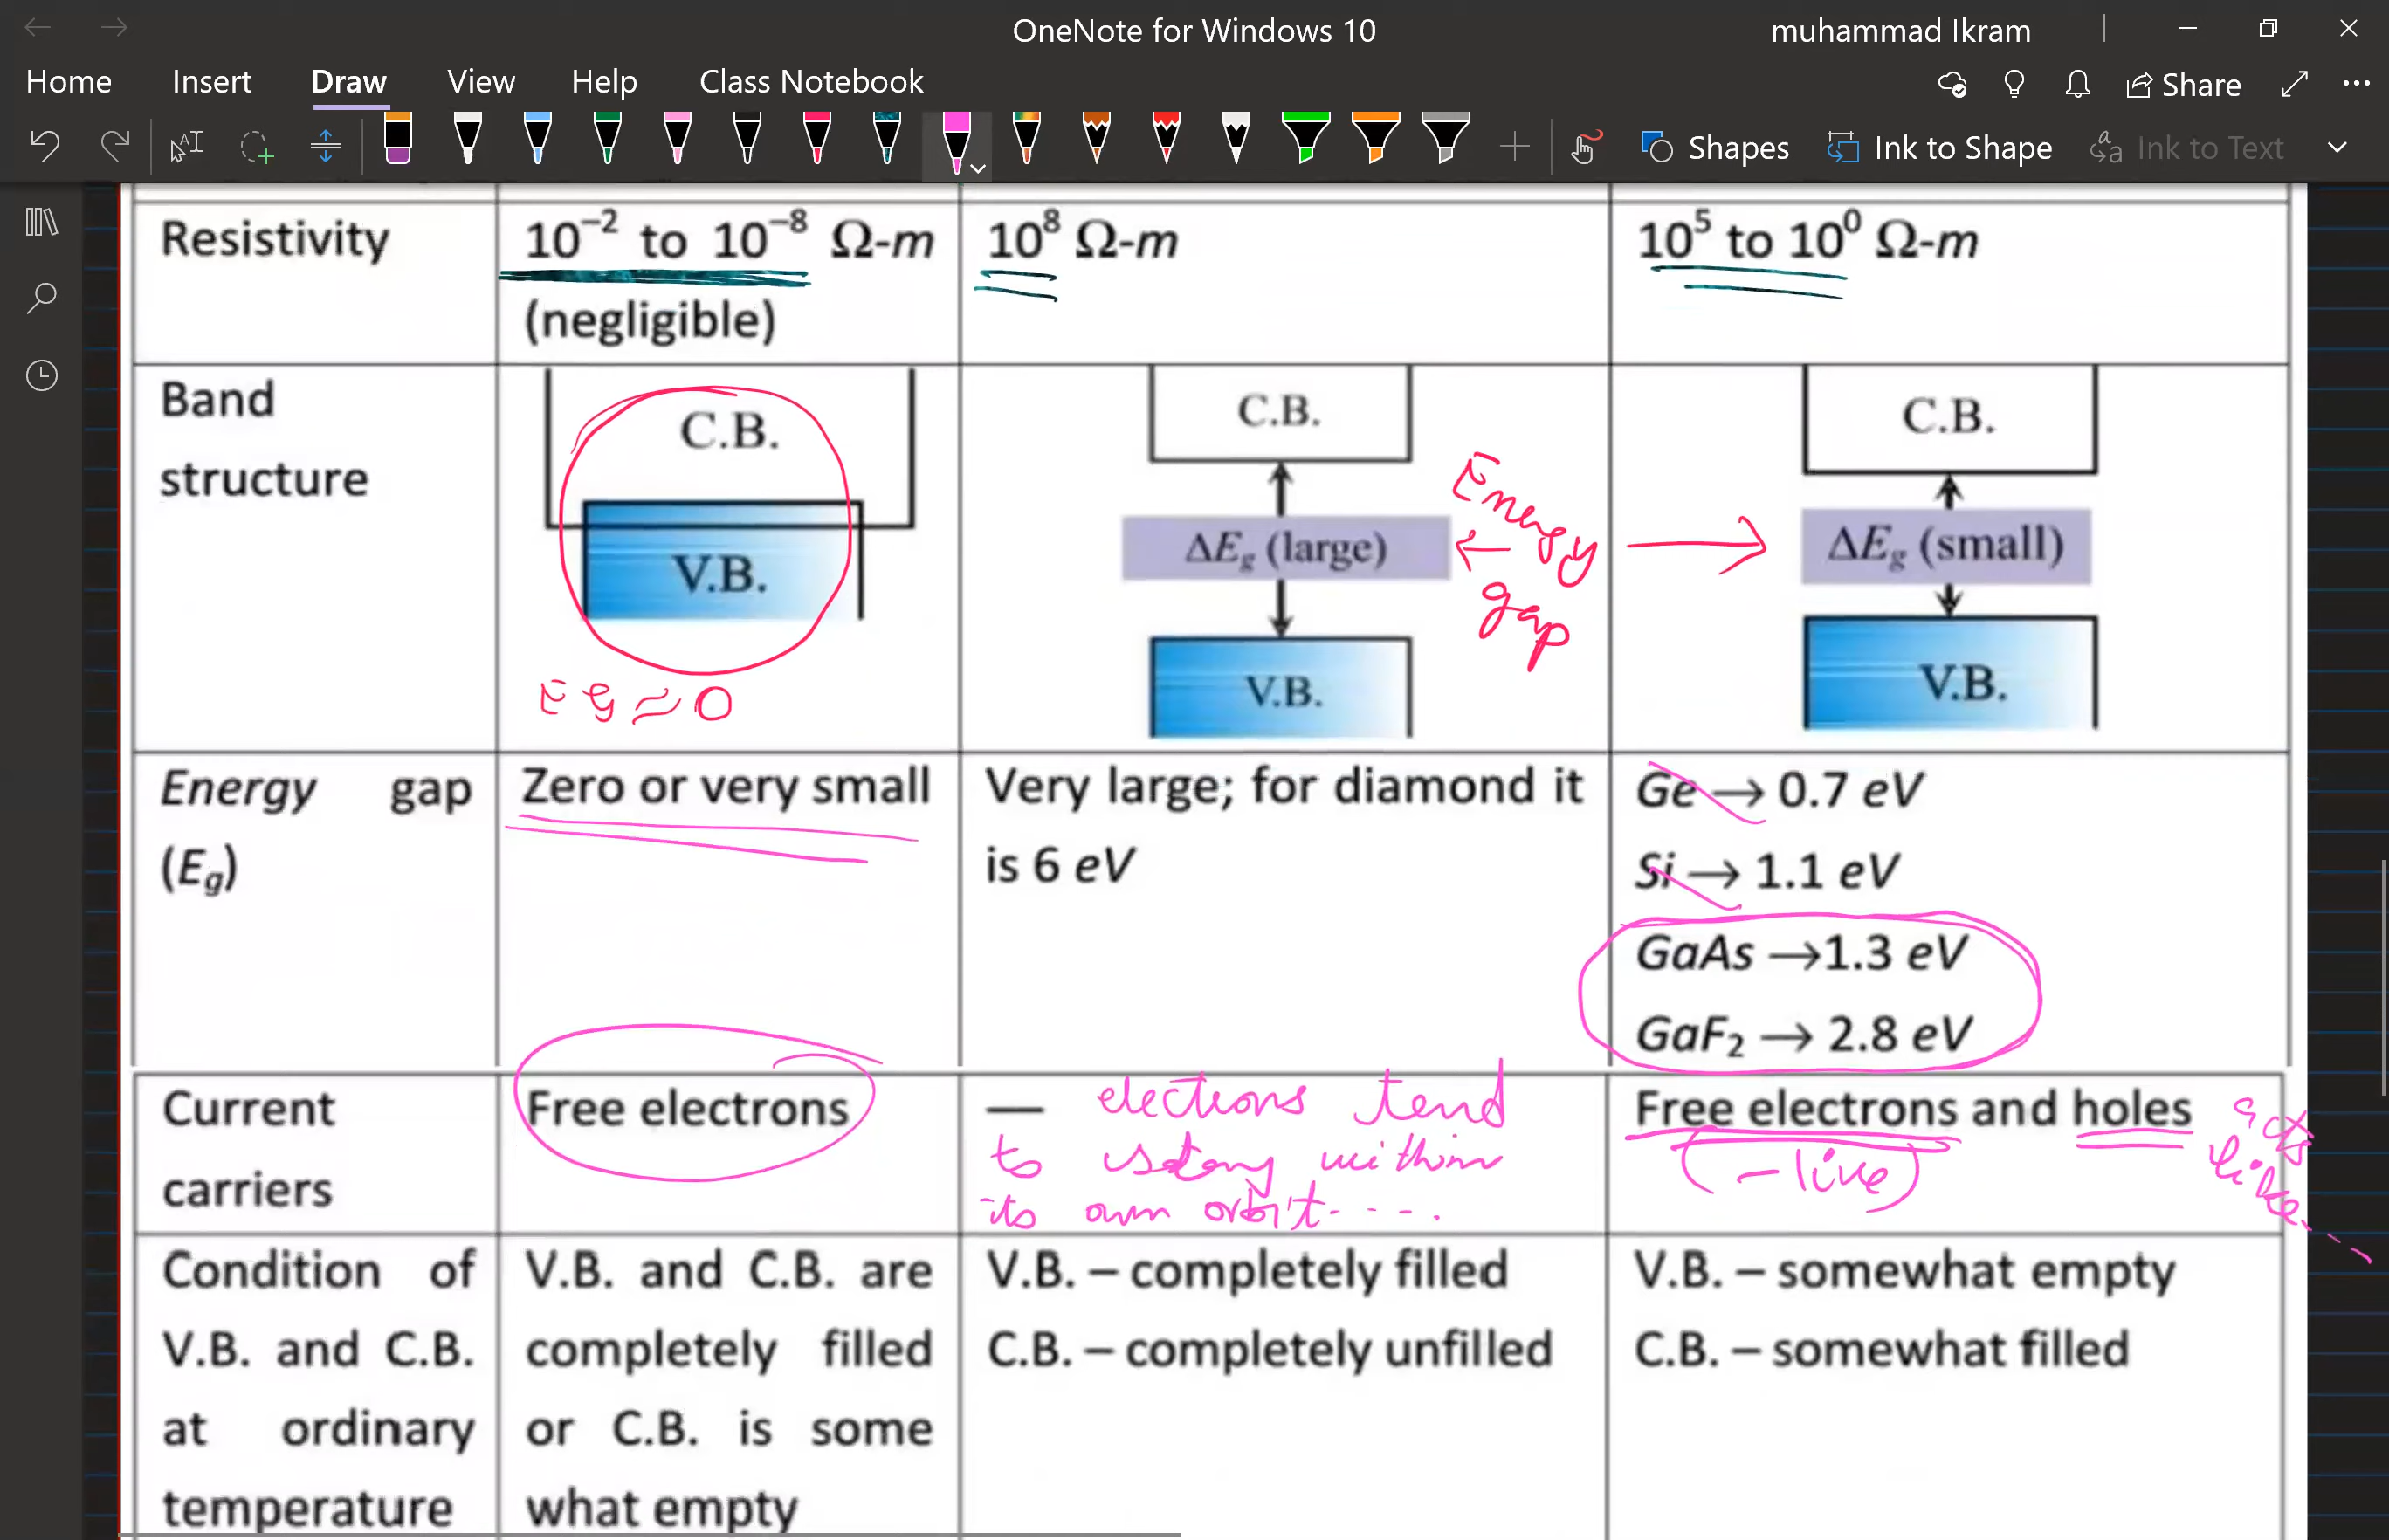 OneNote for Windows 10
muhammad Ikram
Home Insert Draw View Help Class Notebook
Share
Shapes Ink to Shape Ink to Text
Resistivity
10⁻² to 10⁻⁸ Ω-m
(negligible)
10⁸ Ω-m
10⁵ to 10⁰ Ω-m
Band
structure
C.B.
V.B.
Eg ≈ 0
C.B.
ΔEg (large)
V.B.
Energy
gap
C.B.
ΔEg (small)
V.B.
Energy gap
(Eg)
Zero or very small
Very large; for diamond it
is 6 eV
Ge → 0.7 eV
Si → 1.1 eV
GaAs → 1.3 eV
GaF₂ → 2.8 eV
Current
carriers
Free electrons
— electrons tend
to stay within
its own orbit-....
Free electrons and holes
(-live)
acts
like
Condition of
V.B. and C.B.
at ordinary
temperature
V.B. and C.B. are
completely filled
or C.B. is some
what empty
V.B. – completely filled
C.B. – completely unfilled
V.B. – somewhat empty
C.B. – somewhat filled